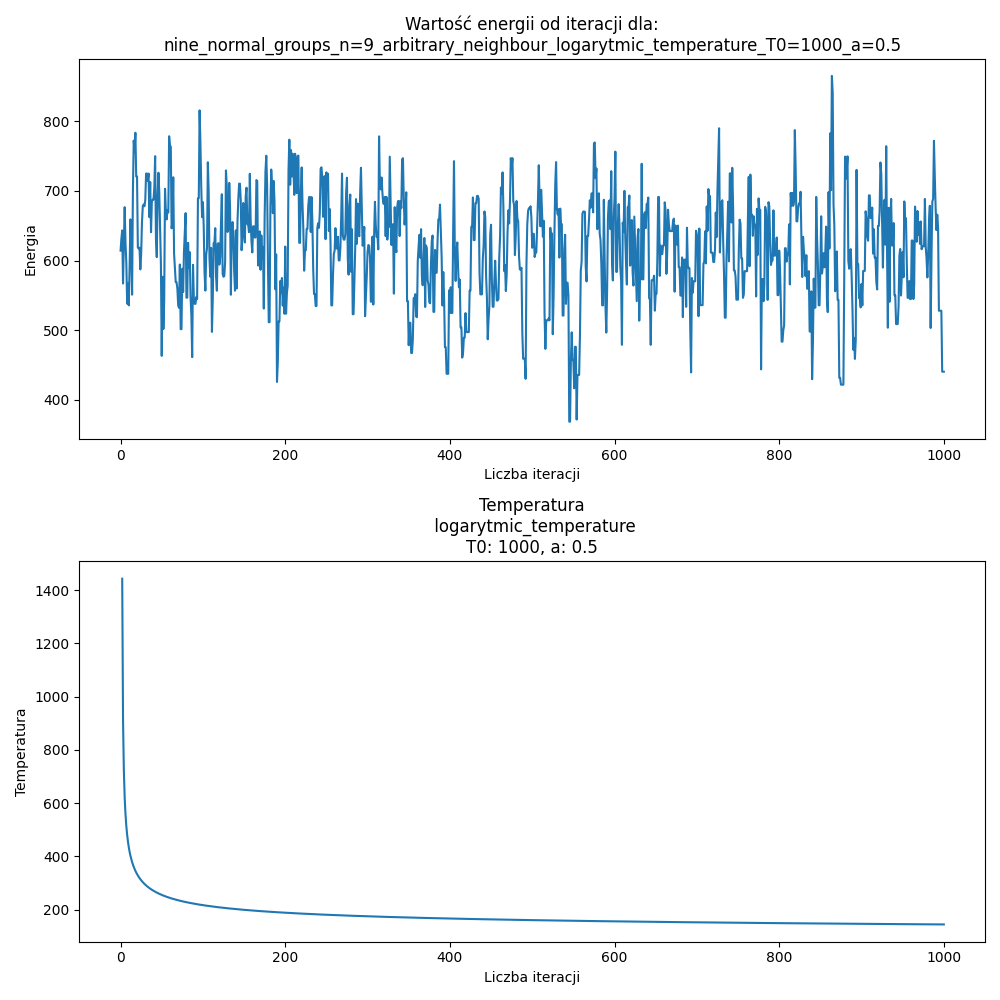 Wartość energii od iteracji dla:
nine_normal_groups_n=9_arbitrary_neighbour_logarytmic_temperature_T0=1000_a=0.5
800
700
600
500
400
Energia
0 200 400 600 800 1000
Liczba iteracji
Temperatura
logarytmic_temperature
T0: 1000, a: 0.5
1400
1200
1000
800
600
400
200
Temperatura
0 200 400 600 800 1000
Liczba iteracji